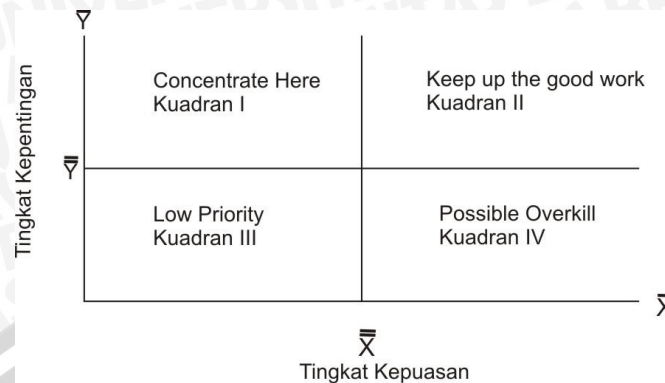 Y̅
Concentrate Here
Kuadran I
Keep up the good work
Kuadran II
Tingkat Kepentingan
Y̿
Low Priority
Kuadran III
Possible Overkill
Kuadran IV
X̅
X̿
Tingkat Kepuasan